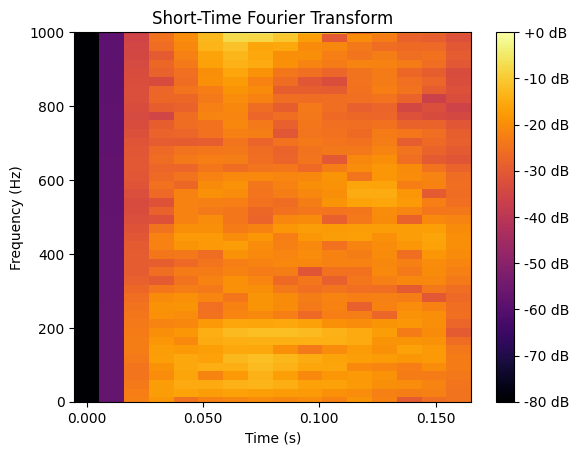 Short-Time Fourier Transform
Frequency (Hz)
1000
800
600
400
200
0
0.000
0.050
0.100
0.150
Time (s)
+0 dB
-10 dB
-20 dB
-30 dB
-40 dB
-50 dB
-60 dB
-70 dB
-80 dB